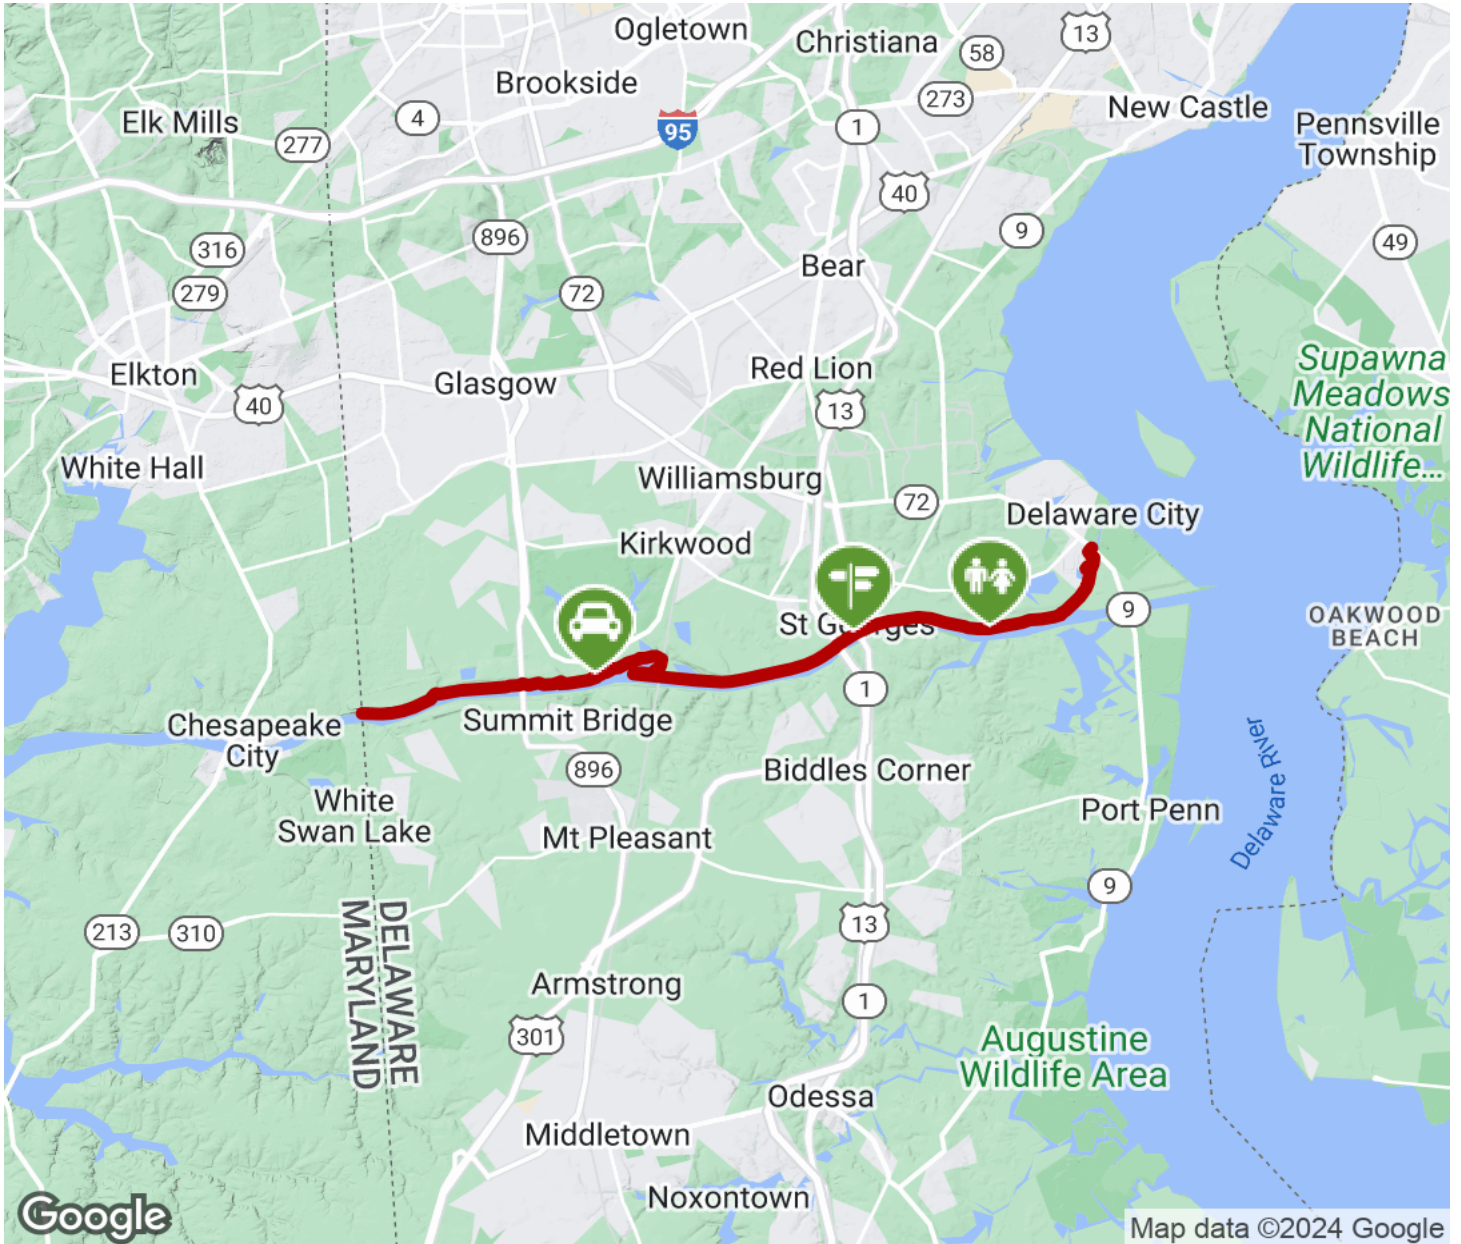 Ogletown
Christiana
13
58
Brookside
273
New Castle
Elk Mills
4
95
1
Pennsville
Township
277
40
896
9
316
49
Bear
279
72
Supawna
Meadows
National
Wildlife...
Elkton
Red Lion
Glasgow
40
13
White Hall
Williamsburg
72
Delaware City
Kirkwood
9
OAKWOOD
BEACH
St Georges
1
Chesapeake
City
Summit Bridge
896
Biddles Corner
Delaware River
White
Swan Lake
Port Penn
Mt Pleasant
9
213
310
DELAWARE
MARYLAND
13
Armstrong
1
301
Augustine
Wildlife Area
Odessa
Middletown
Noxontown
Google
Map data ©2024 Google